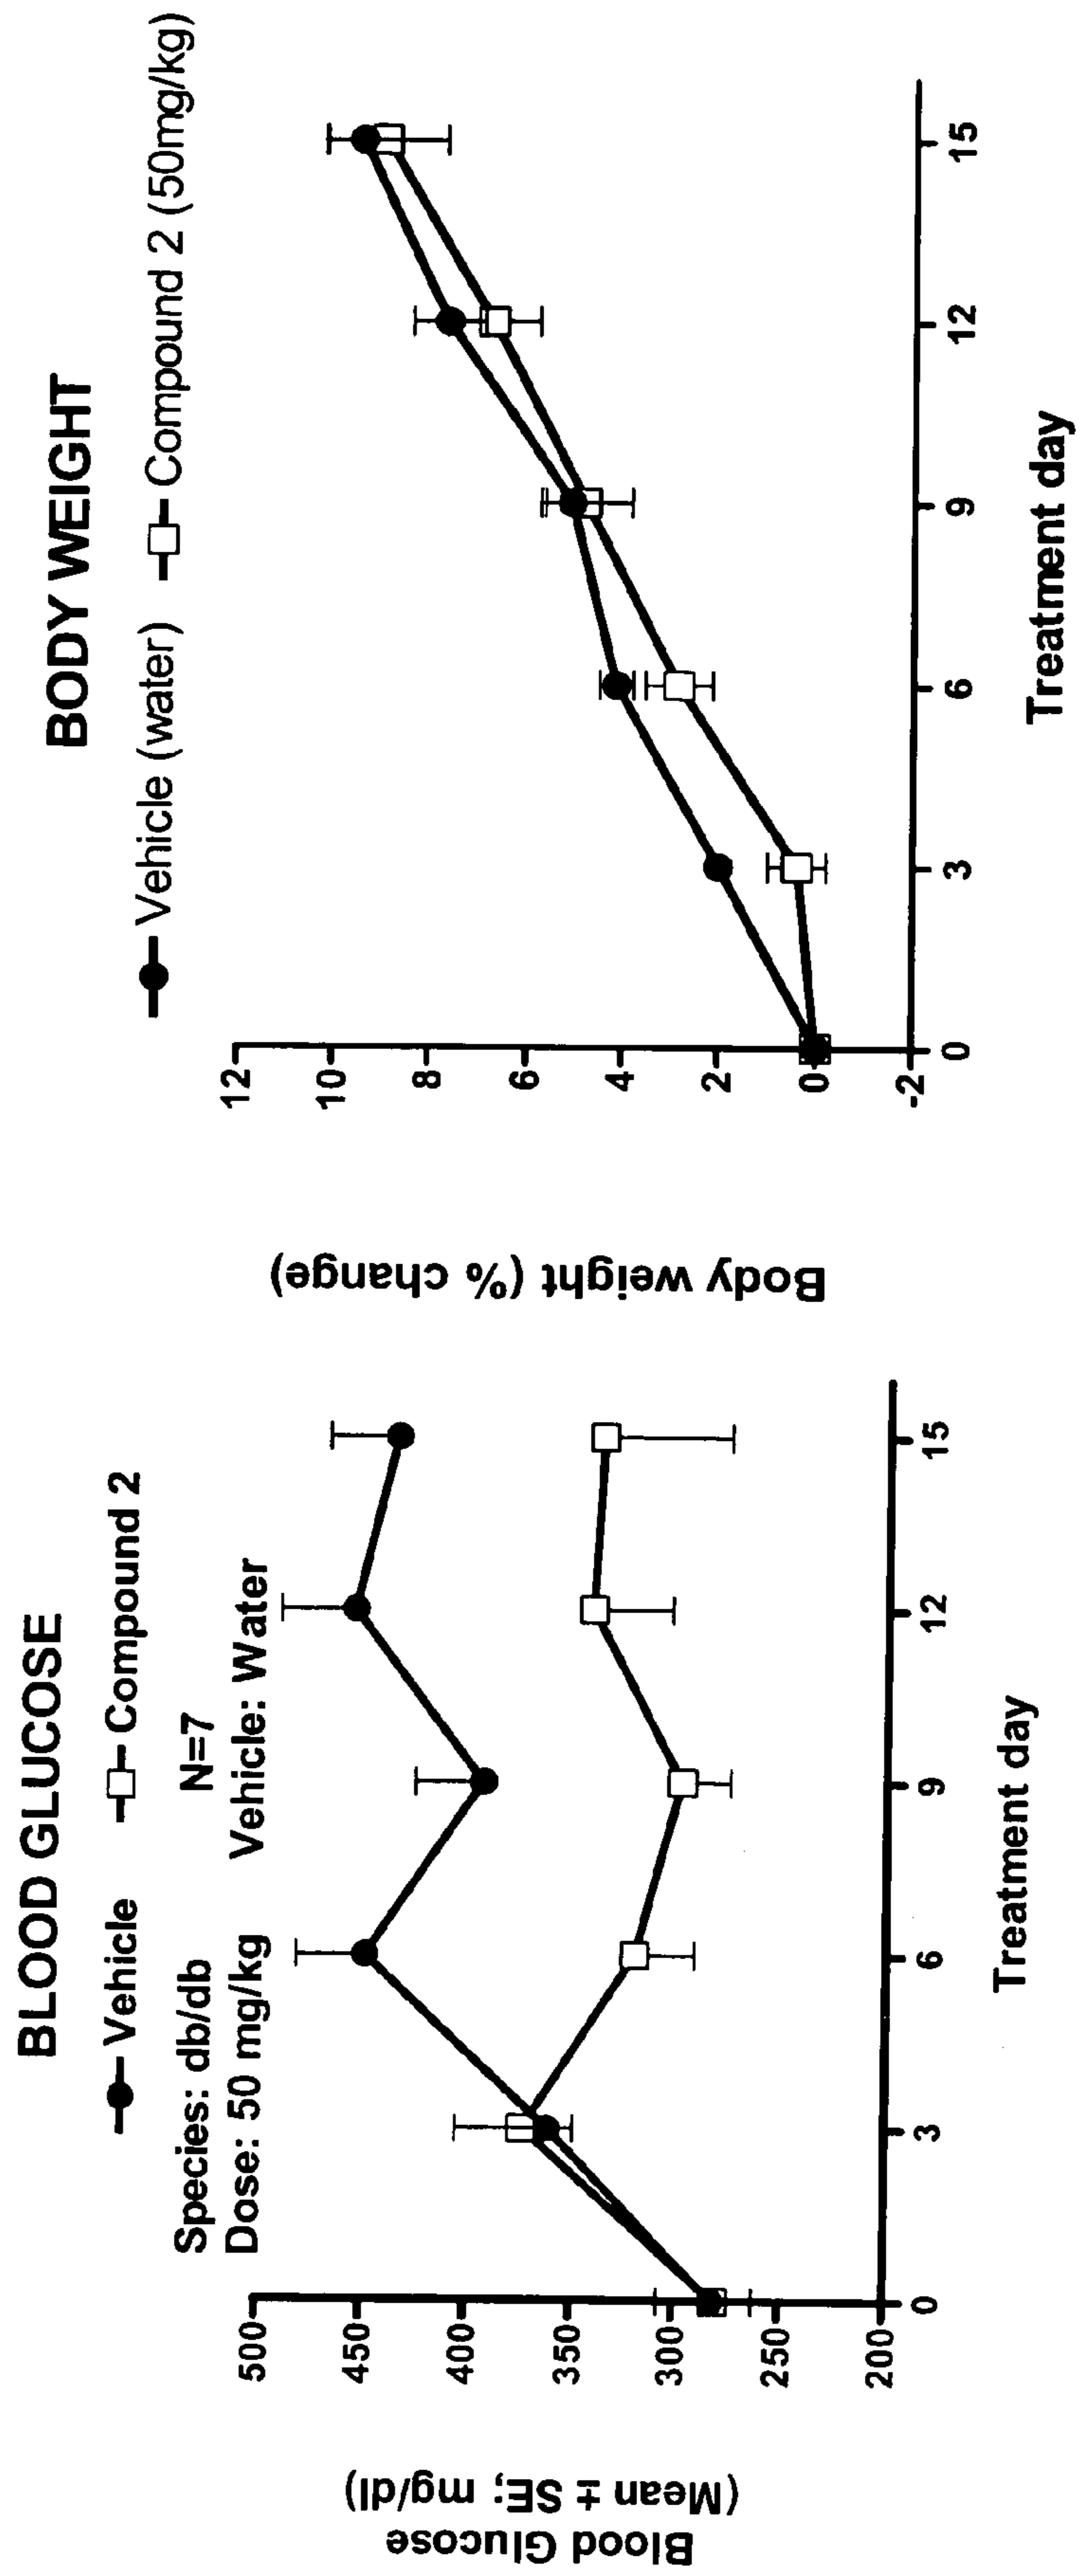 BLOOD GLUCOSE
Vehicle Compound 2
Species: db/db N=7
Dose: 50 mg/kg Vehicle: Water
Blood Glucose
(Mean ± SE; mg/dl)
500
450
400
350
300
250
200
0 3 6 9 12 15
Treatment day
BODY WEIGHT
Vehicle (water) Compound 2 (50mg/kg)
Body weight (% change)
12
10
8
6
4
2
0
-2
0 3 6 9 12 15
Treatment day